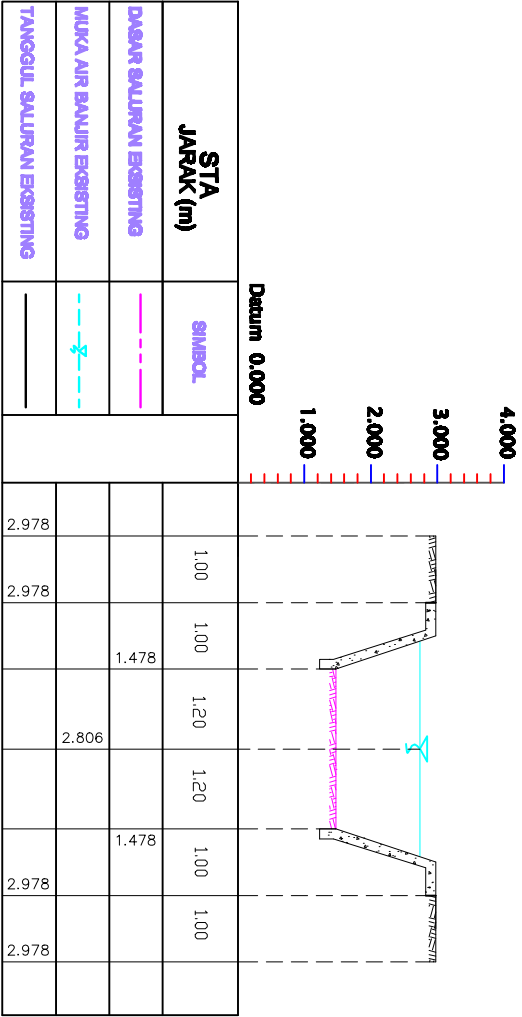 4.000
3.000
2.000
1.000
Datum 0.000
STA
JARAK (m)
SIMBOL
1.00
1.00
1.20
1.20
1.00
1.00
DASAR SALURAN EKSISTING
1.478
1.478
MUKA AIR BANJIR EKSISTING
2.806
TANGGUL SALURAN EKSISTING
2.978
2.978
2.978
2.978